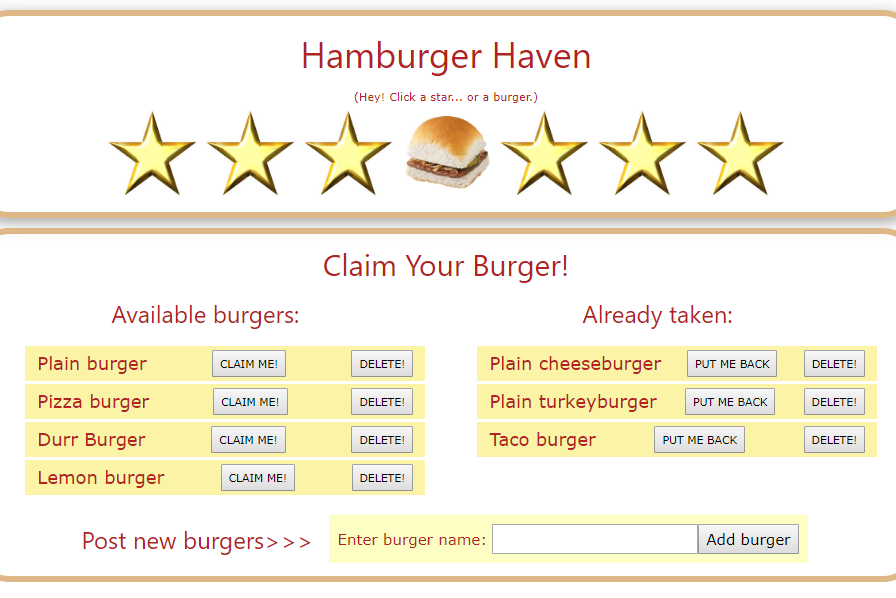 Hamburger Haven
(Hey! Click a star... or a burger.)
Claim Your Burger!
Available burgers:
Plain burger CLAIM ME! DELETE!
Pizza burger CLAIM ME! DELETE!
Durr Burger CLAIM ME! DELETE!
Lemon burger CLAIM ME! DELETE!
Already taken:
Plain cheeseburger PUT ME BACK DELETE!
Plain turkeyburger PUT ME BACK DELETE!
Taco burger PUT ME BACK DELETE!
Post new burgers>>> Enter burger name: Add burger